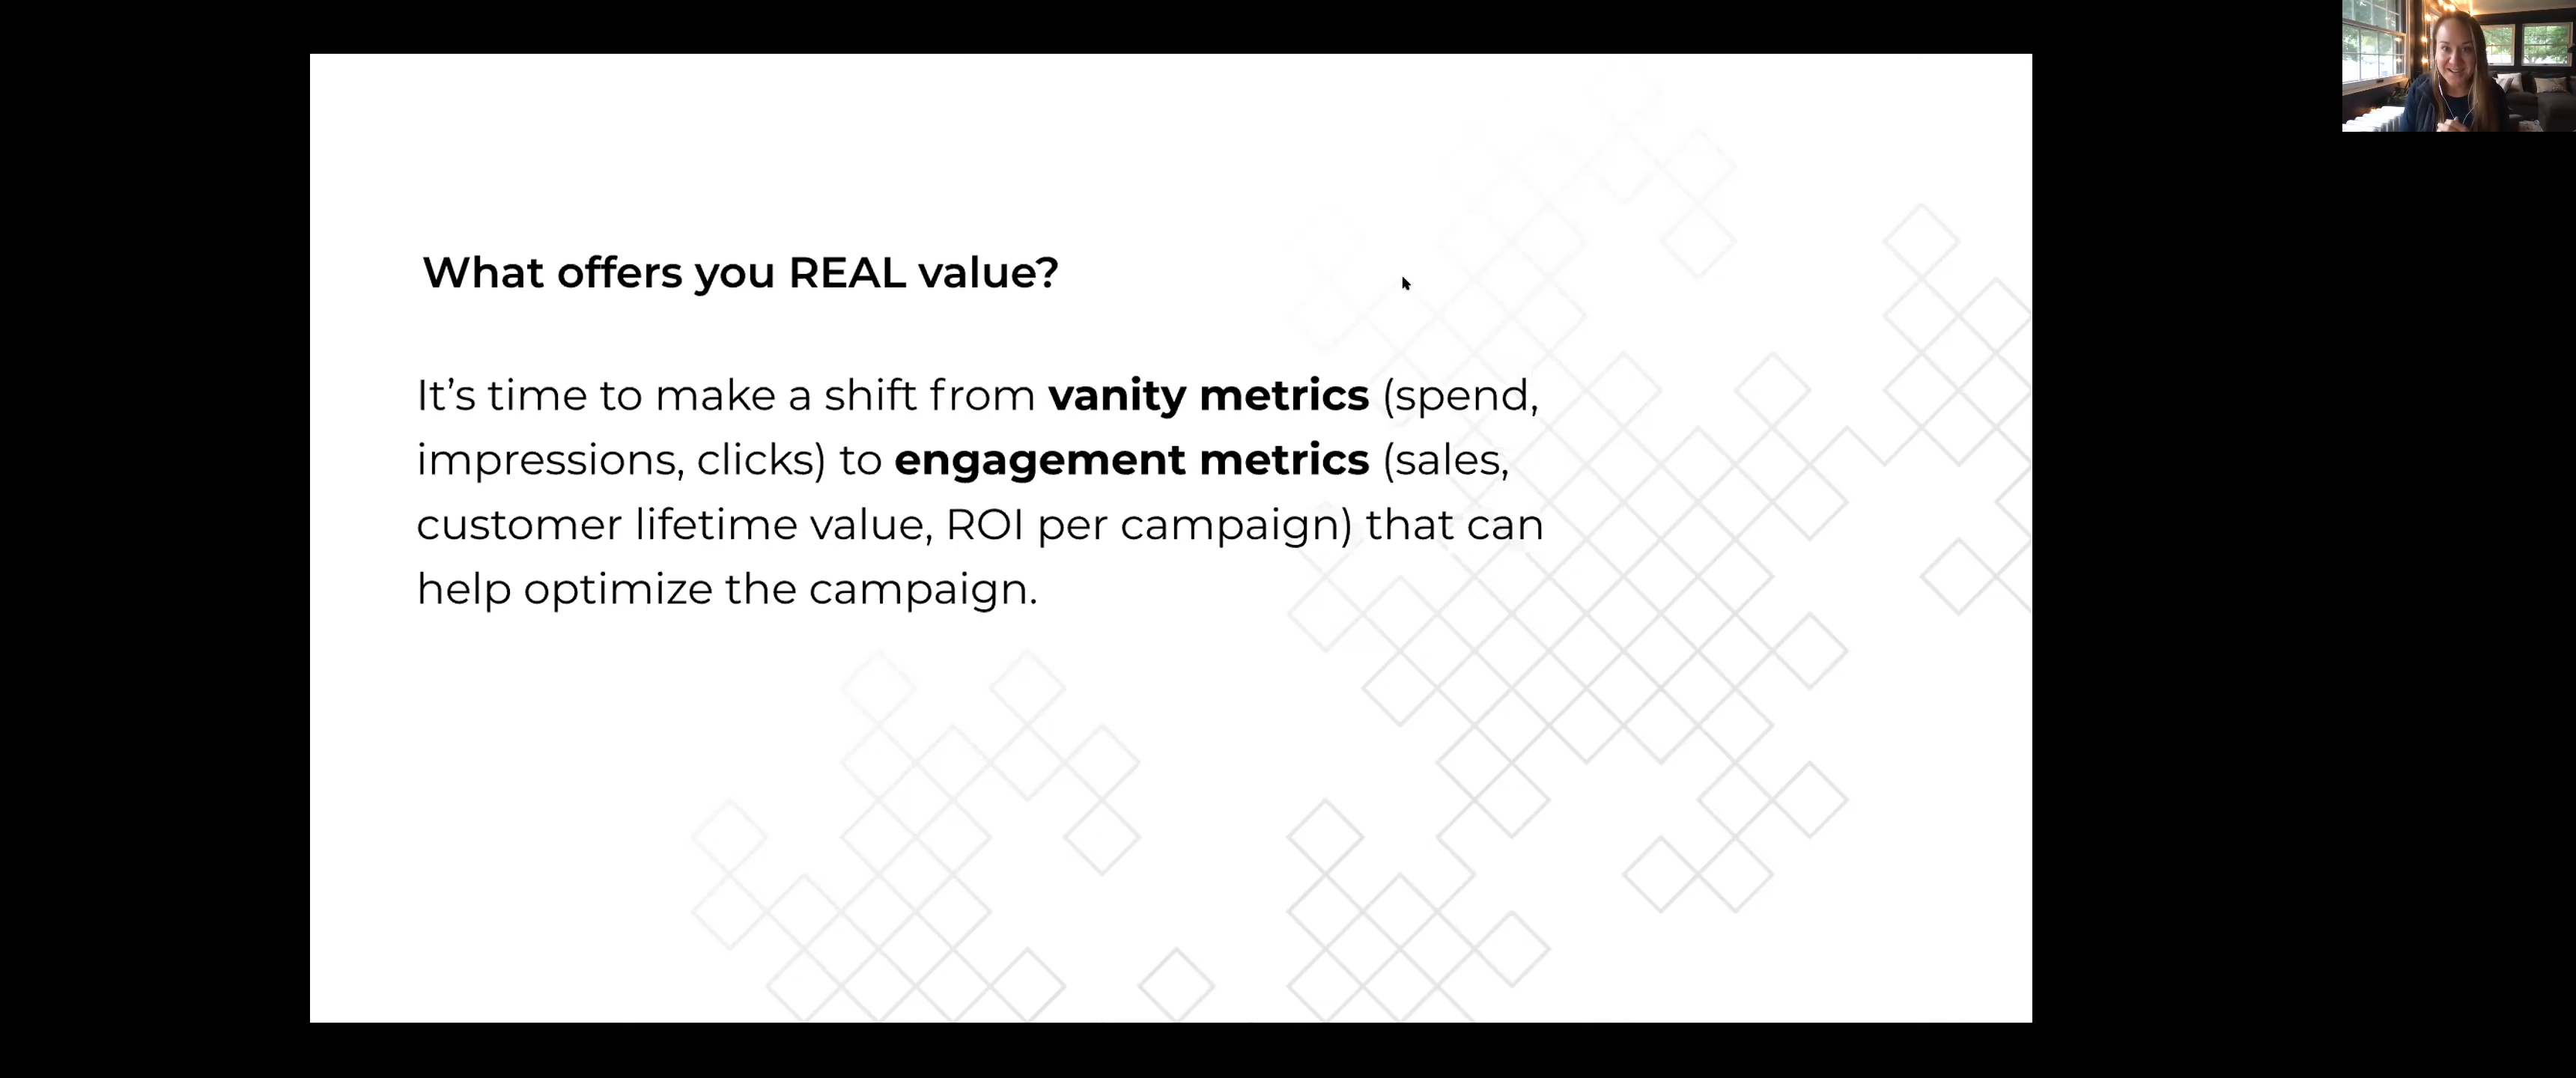 What offers you REAL value?
It’s time to make a shift from vanity metrics (spend,
impressions, clicks) to engagement metrics (sales,
customer lifetime value, ROI per campaign) that can
help optimize the campaign.